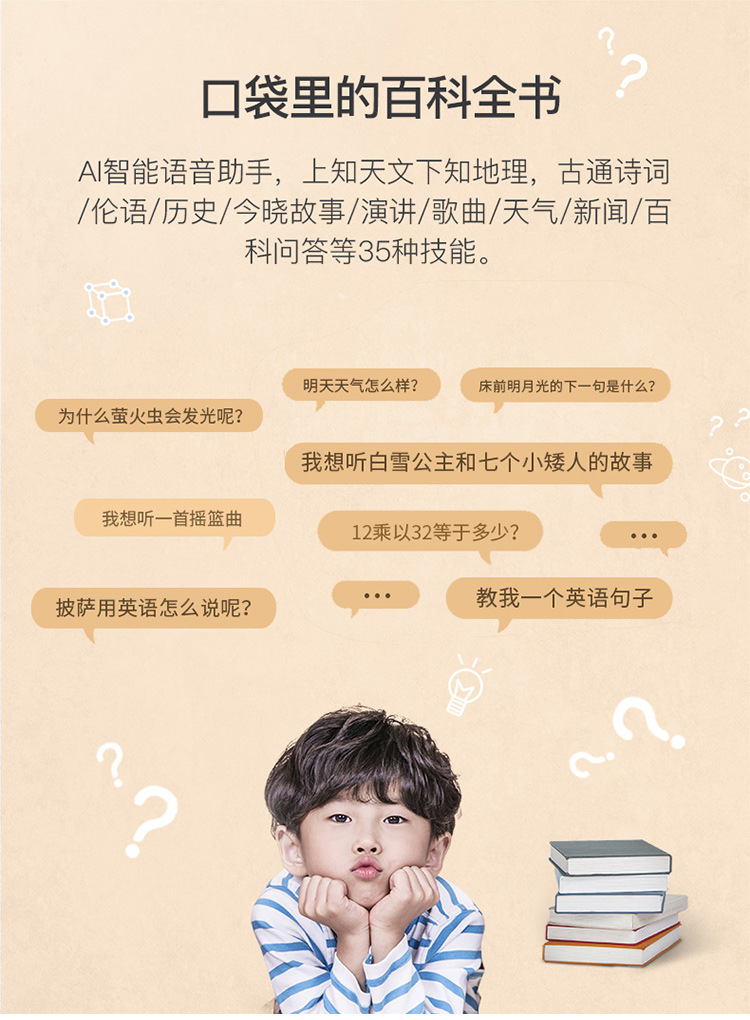 口袋里的百科全书
AI智能语音助手，上知天文下知地理，古通诗词
/伦语/历史/今晓故事/演讲/歌曲/天气/新闻/百
科问答等35种技能。
明天天气怎么样？
床前明月光的下一句是什么？
为什么萤火虫会发光呢？
我想听白雪公主和七个小矮人的故事
我想听一首摇篮曲
12乘以32等于多少？
•••
•••
教我一个英语句子
披萨用英语怎么说呢？